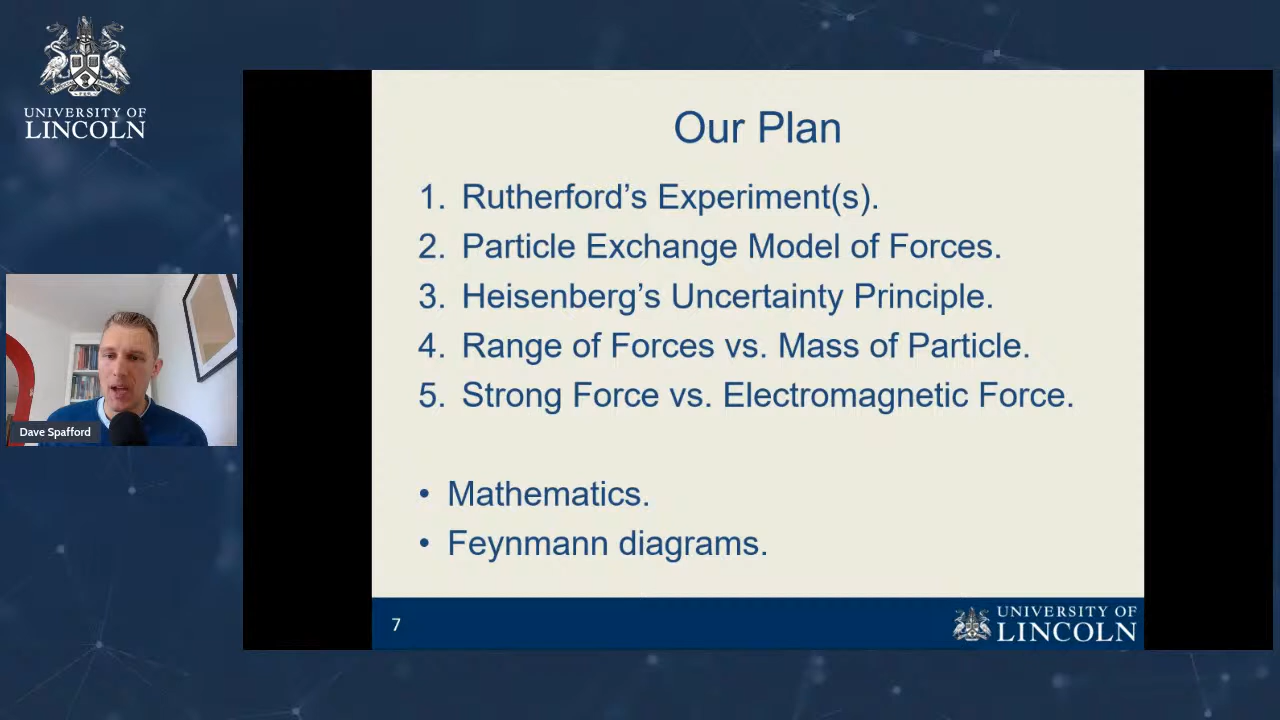 UNIVERSITY OF
LINCOLN
Our Plan
1. Rutherford's Experiment(s).
2. Particle Exchange Model of Forces.
3. Heisenberg's Uncertainty Principle.
4. Range of Forces vs. Mass of Particle.
5. Strong Force vs. Electromagnetic Force.
• Mathematics.
• Feynmann diagrams.
Dave Spafford
7
UNIVERSITY OF
LINCOLN